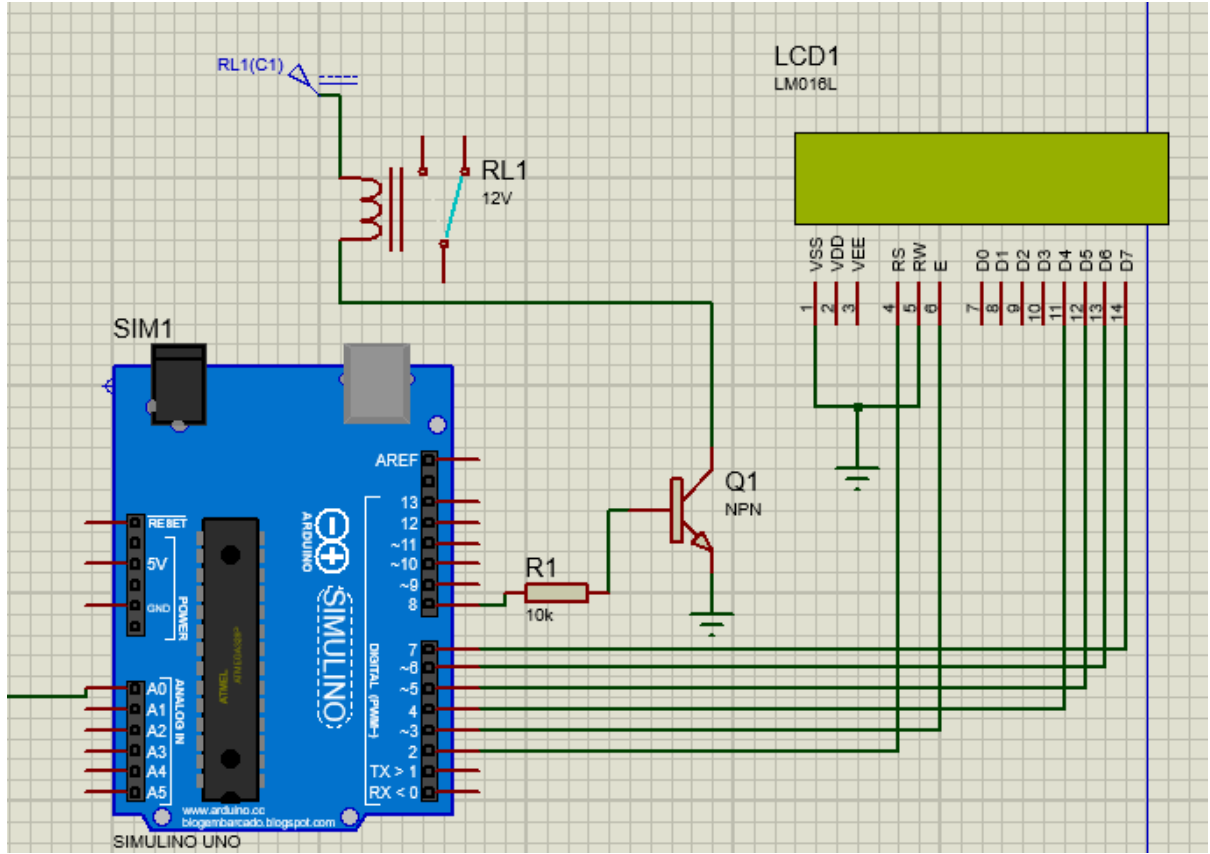 RL1(C1)
RL1
12V
LCD1
LM016L
VSS
VDD
VEE
RS
RW
E
D0
D1
D2
D3
D4
D5
D6
D7
1
2
3
4
5
6
7
8
9
10
11
12
13
14
SIM1
AREF
13
12
~11
~10
~9
8
7
~6
~5
4
~3
2
TX > 1
RX < 0
RESET
5V
GND
POWER
A0
A1
A2
A3
A4
A5
ANALOG IN
ATMEL
ARDUINO
SIMULINO
DIGITAL (PWM~)
www.arduino.cc
blogembarcado.blogspot.com
SIMULINO UNO
R1
10k
Q1
NPN